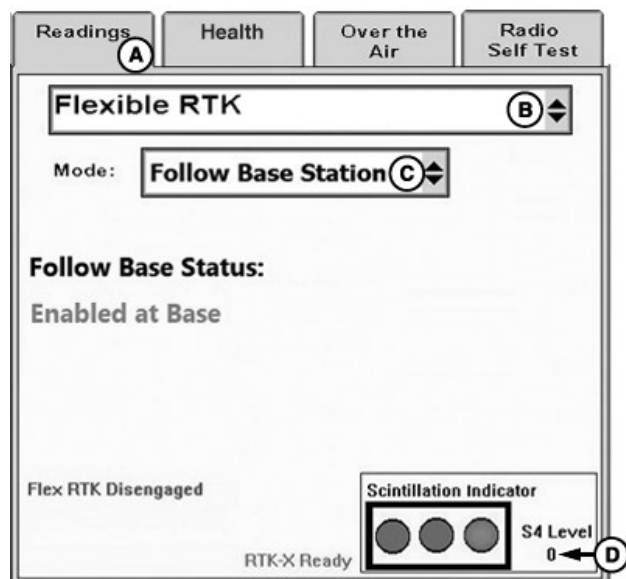 Readings
A
Health
Over the
Air
Radio
Self Test
Flexible RTK
B
Mode:
Follow Base Station
C
Follow Base Status:
Enabled at Base
Flex RTK Disengaged
Scintillation Indicator
S4 Level
0
D
RTK-X Ready